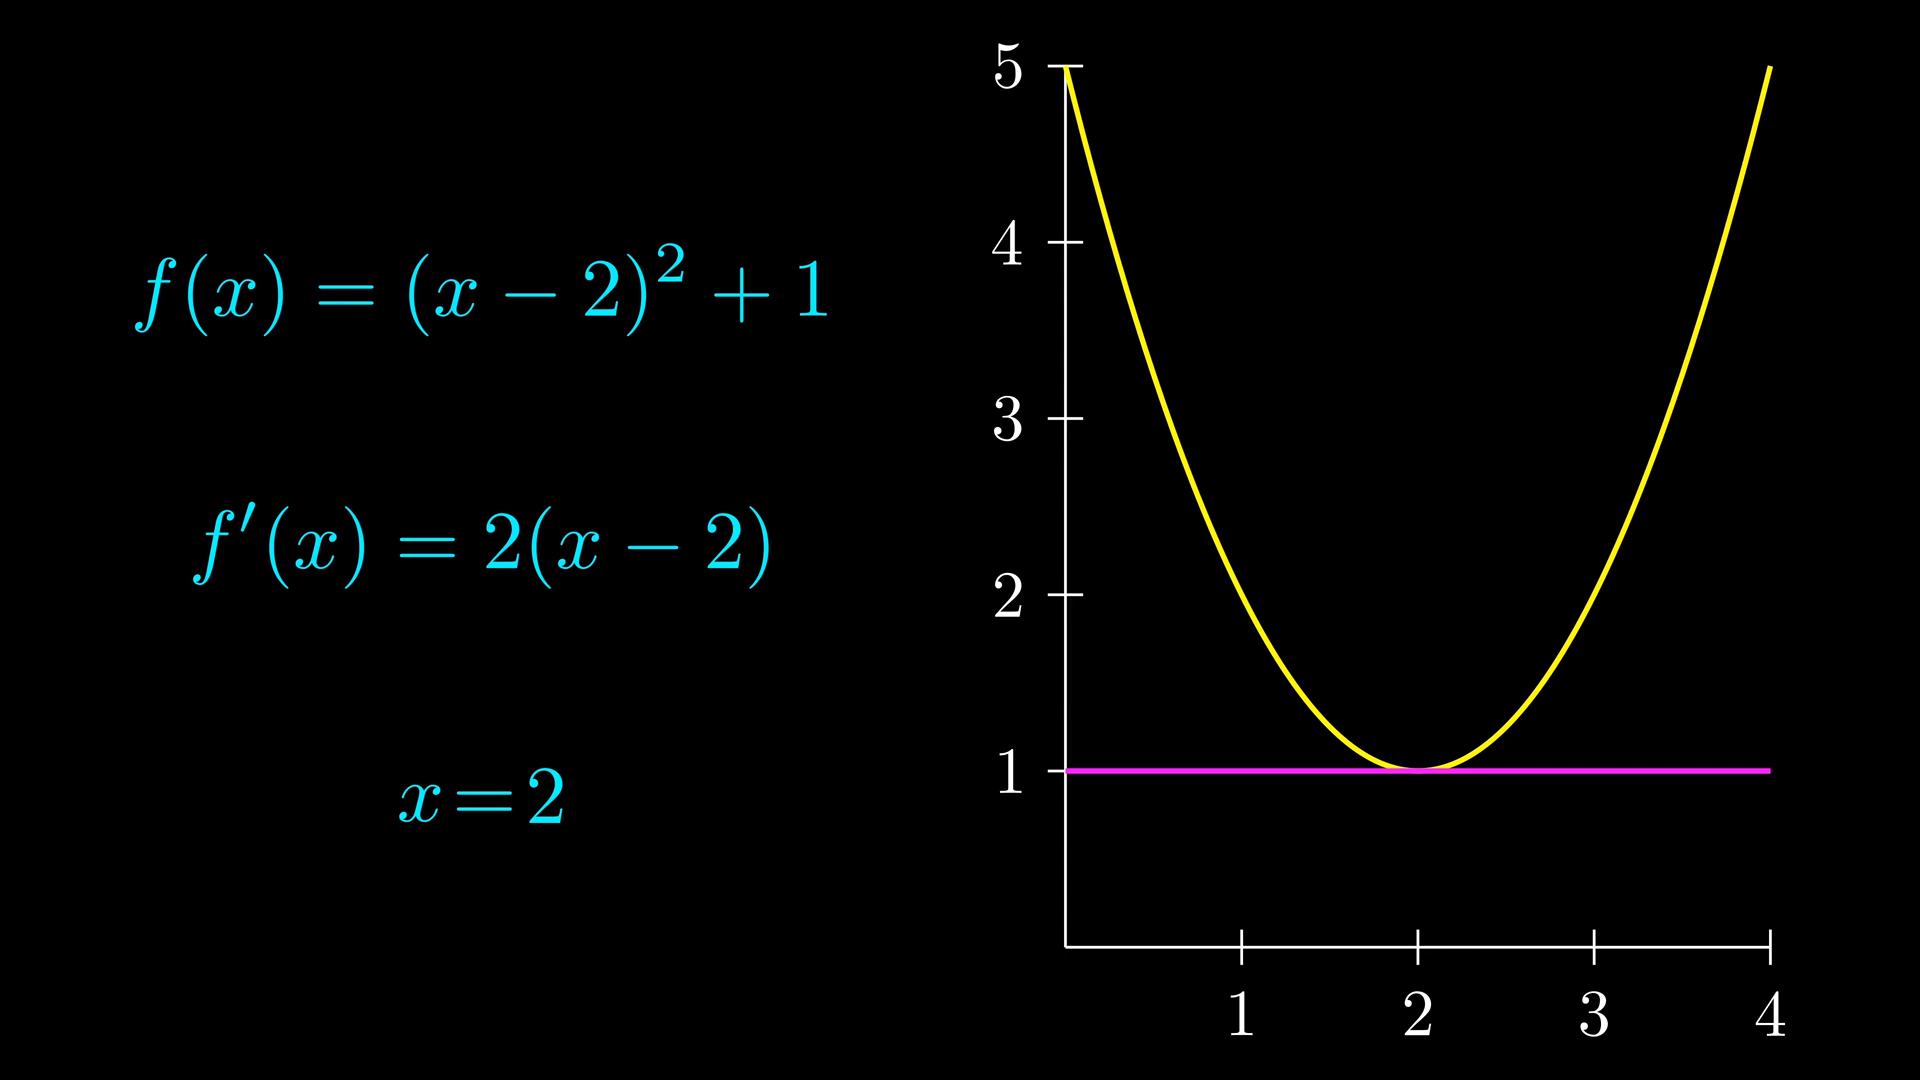 f(x) = (x − 2)² + 1
f′(x) = 2(x − 2)
x = 2
5
4
3
2
1
1 2 3 4